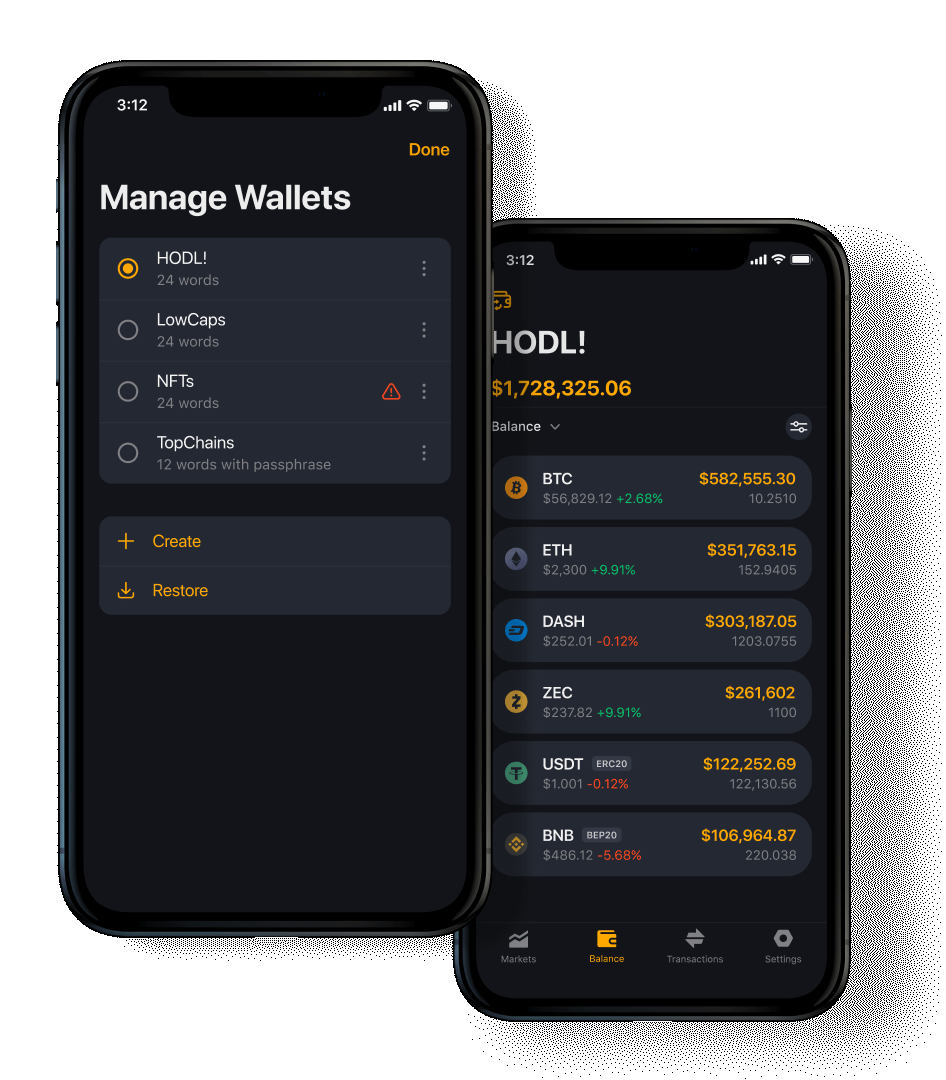 3:12
Done
Manage Wallets
HODL!
24 words
LowCaps
24 words
NFTs
24 words
TopChains
12 words with passphrase
Create
Restore
3:12
HODL!
$1,728,325.06
Balance
BTC $582,555.30
$56,829.12 +2.68% 10.2510
ETH $351,763.15
$2,300 +9.91% 152.9405
DASH $303,187.05
$252.01 -0.12% 1203.0755
ZEC $261,602
$237.82 +9.91% 1100
USDT ERC20 $122,252.69
$1.001 -0.12% 122,130.56
BNB BEP20 $106,964.87
$486.12 -5.68% 220.038
Markets Balance Transactions Settings